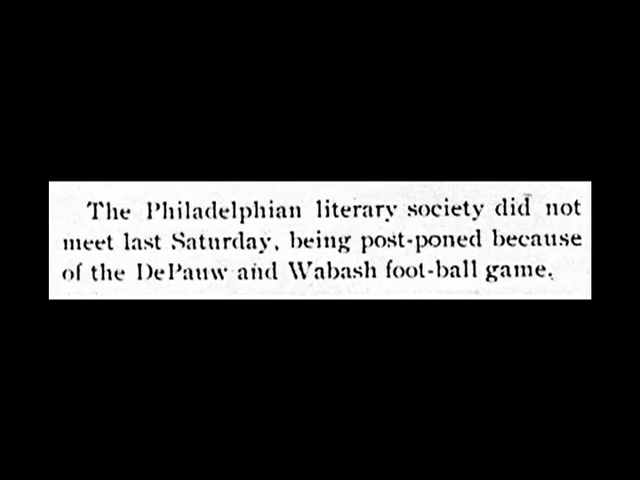 The Philadelphian literary society did not
meet last Saturday, being post-poned because
of the DePauw and Wabash foot-ball game.